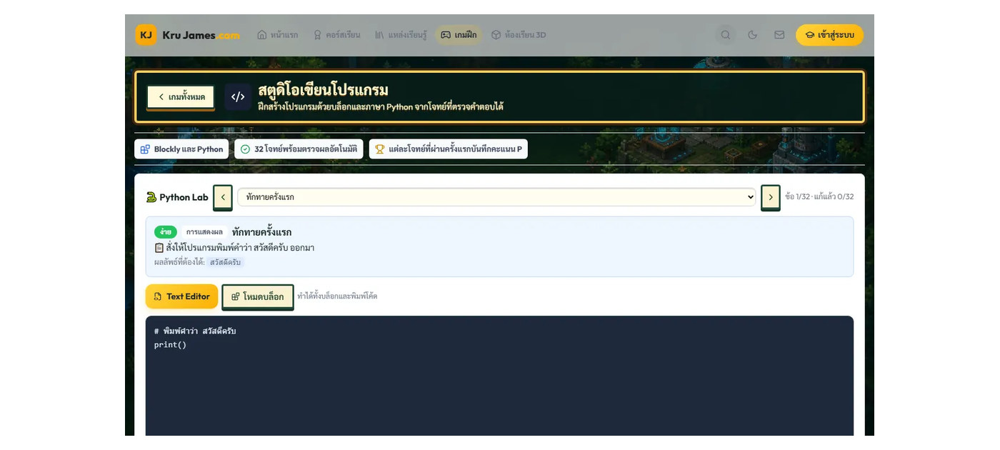 KJ Kru James.com หน้าแรก คอร์สเรียน แหล่งเรียนรู้ เกมฝึก ห้องเรียน 3D เข้าสู่ระบบ
เกมทั้งหมด </> สตูดิโอเขียนโปรแกรม
ฝึกสร้างโปรแกรมด้วยบล็อกและภาษา Python จากโจทย์ที่ตรวจคำตอบได้
Blockly และ Python 32 โจทย์พร้อมตรวจผลอัตโนมัติ แต่ละโจทย์ที่ผ่านครั้งแรกบันทึกคะแนน P
Python Lab ทักทายครั้งแรก ข้อ 1/32 · แก้แล้ว 0/32
ง่าย การแสดงผล ทักทายครั้งแรก
สั่งให้โปรแกรมพิมพ์คำว่า สวัสดีครับ ออกมา
ผลลัพธ์ที่ต้องได้: สวัสดีครับ
Text Editor โหมดบล็อก ทำได้ทั้งบล็อกและพิมพ์โค้ด
# พิมพ์คำว่า สวัสดีครับ
print()